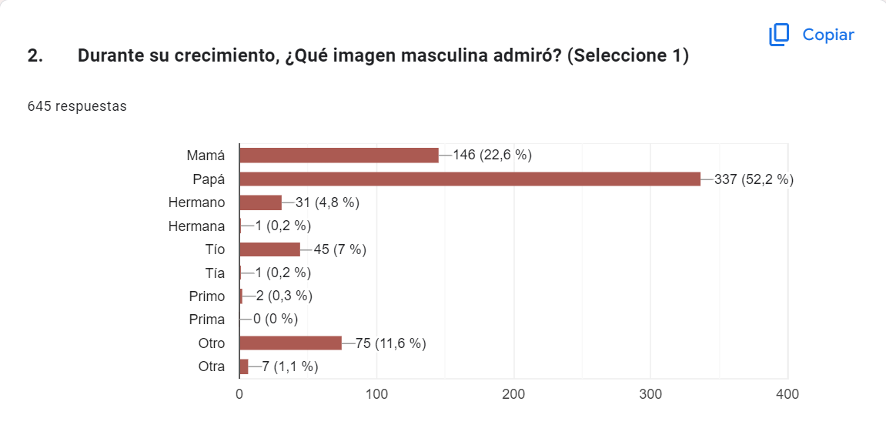 Copiar
2. Durante su crecimiento, ¿Qué imagen masculina admiró? (Seleccione 1)
645 respuestas
Mamá 146 (22,6 %)
Papá 337 (52,2 %)
Hermano 31 (4,8 %)
Hermana 1 (0,2 %)
Tío 45 (7 %)
Tía 1 (0,2 %)
Primo 2 (0,3 %)
Prima 0 (0 %)
Otro 75 (11,6 %)
Otra 7 (1,1 %)
0 100 200 300 400